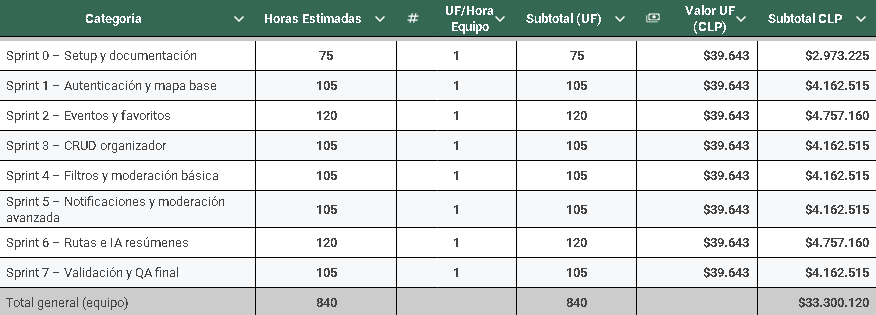 Categoría Horas Estimadas # UF/Hora Equipo Subtotal (UF) Valor UF (CLP) Subtotal CLP
Sprint 0 – Setup y documentación 75 1 75 $39.643 $2.973.225
Sprint 1 – Autenticación y mapa base 105 1 105 $39.643 $4.162.515
Sprint 2 – Eventos y favoritos 120 1 120 $39.643 $4.757.160
Sprint 3 – CRUD organizador 105 1 105 $39.643 $4.162.515
Sprint 4 – Filtros y moderación básica 105 1 105 $39.643 $4.162.515
Sprint 5 – Notificaciones y moderación avanzada 105 1 105 $39.643 $4.162.515
Sprint 6 – Rutas e IA resúmenes 120 1 120 $39.643 $4.757.160
Sprint 7 – Validación y QA final 105 1 105 $39.643 $4.162.515
Total general (equipo) 840 840 $33.300.120